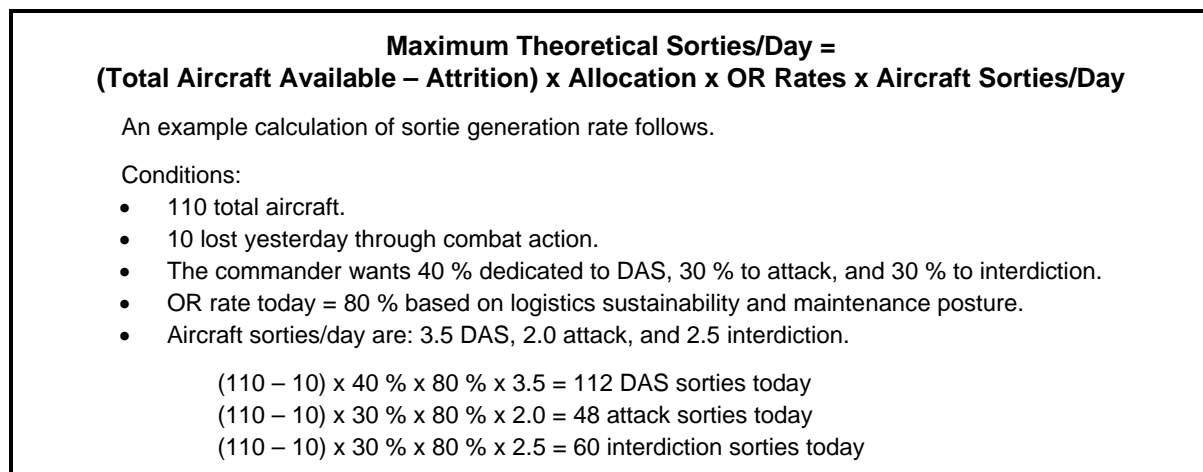 Maximum Theoretical Sorties/Day =
(Total Aircraft Available – Attrition) x Allocation x OR Rates x Aircraft Sorties/Day
An example calculation of sortie generation rate follows.
Conditions:
• 110 total aircraft.
• 10 lost yesterday through combat action.
• The commander wants 40 % dedicated to DAS, 30 % to attack, and 30 % to interdiction.
• OR rate today = 80 % based on logistics sustainability and maintenance posture.
• Aircraft sorties/day are: 3.5 DAS, 2.0 attack, and 2.5 interdiction.
(110 – 10) x 40 % x 80 % x 3.5 = 112 DAS sorties today
(110 – 10) x 30 % x 80 % x 2.0 = 48 attack sorties today
(110 – 10) x 30 % x 80 % x 2.5 = 60 interdiction sorties today